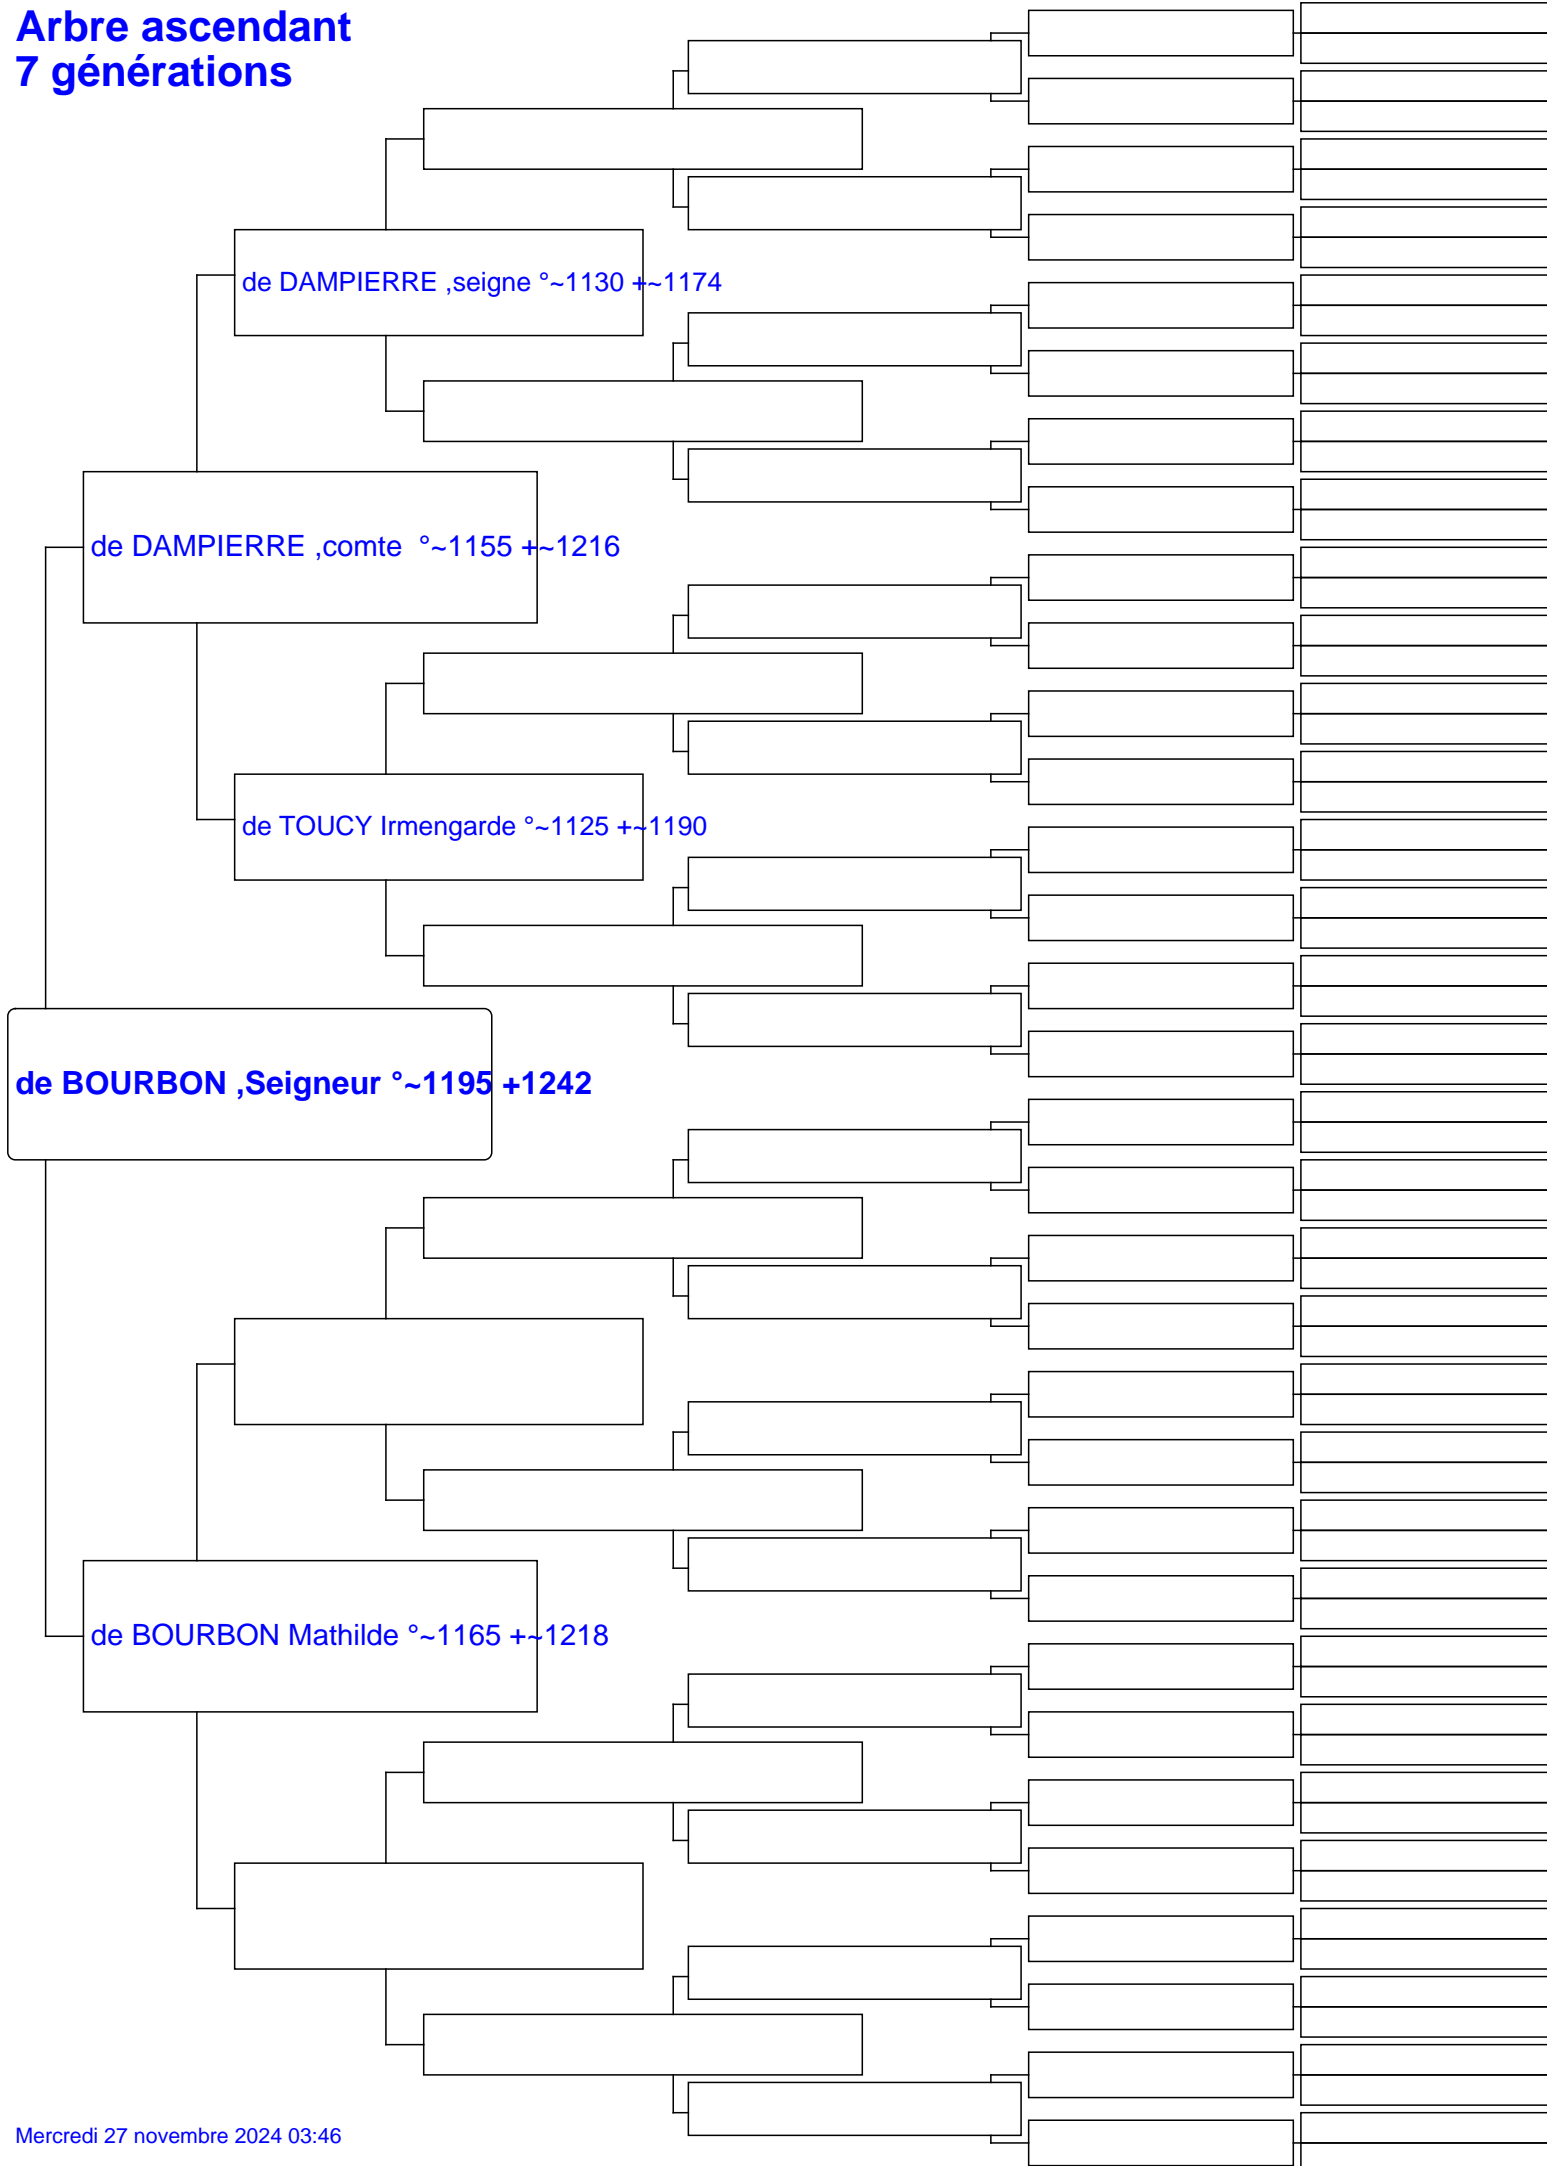 Arbre ascendant
7 générations
de DAMPIERRE ,seigne °~1130 +~1174
de DAMPIERRE ,comte  °~1155 +~1216
de TOUCY Irmengarde °~1125 +~1190
de BOURBON ,Seigneur °~1195 +1242
de BOURBON Mathilde °~1165 +~1218
Mercredi 27 novembre 2024 03:46